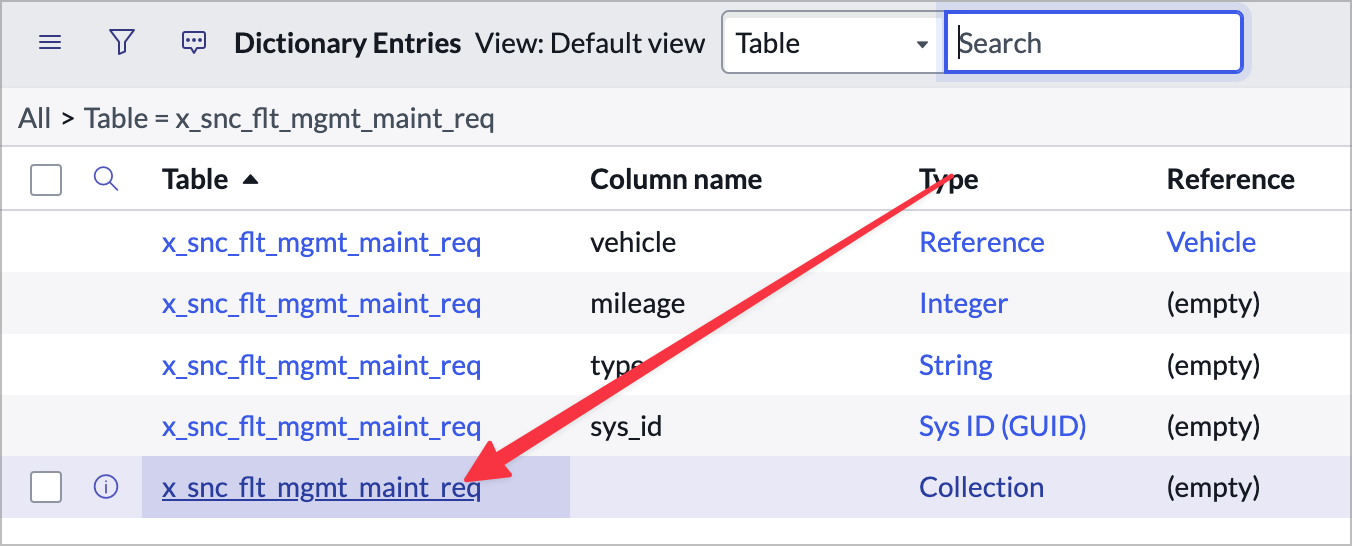 Dictionary Entries View: Default view Table Search
All > Table = x_snc_flt_mgmt_maint_req
Table Column name Type Reference
x_snc_flt_mgmt_maint_req vehicle Reference Vehicle
x_snc_flt_mgmt_maint_req mileage Integer (empty)
x_snc_flt_mgmt_maint_req type String (empty)
x_snc_flt_mgmt_maint_req sys_id Sys ID (GUID) (empty)
x_snc_flt_mgmt_maint_req Collection (empty)